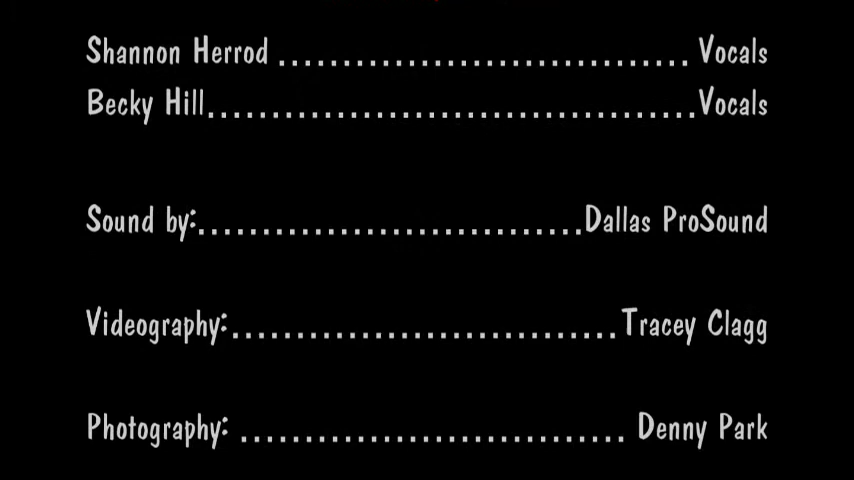 Shannon Herrod ................................ Vocals
Becky Hill......................................Vocals
Sound by:..............................Dallas ProSound
Videography:..............................Tracey Clagg
Photography: .............................. Denny Park